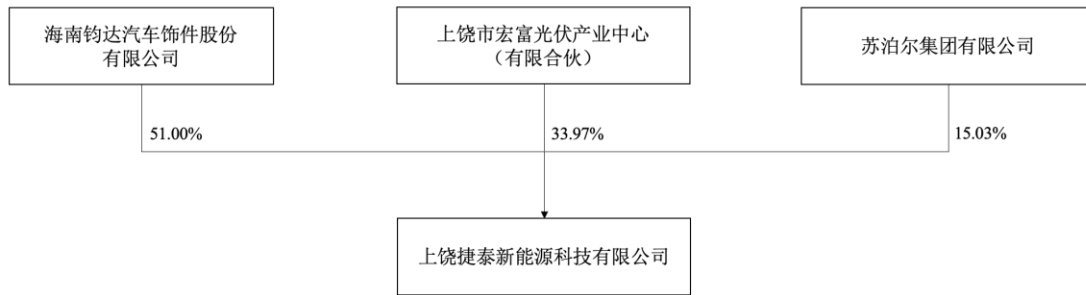 海南钧达汽车饰件股份
有限公司
上饶市宏富光伏产业中心
（有限合伙）
苏泊尔集团有限公司
51.00%
33.97%
15.03%
上饶捷泰新能源科技有限公司